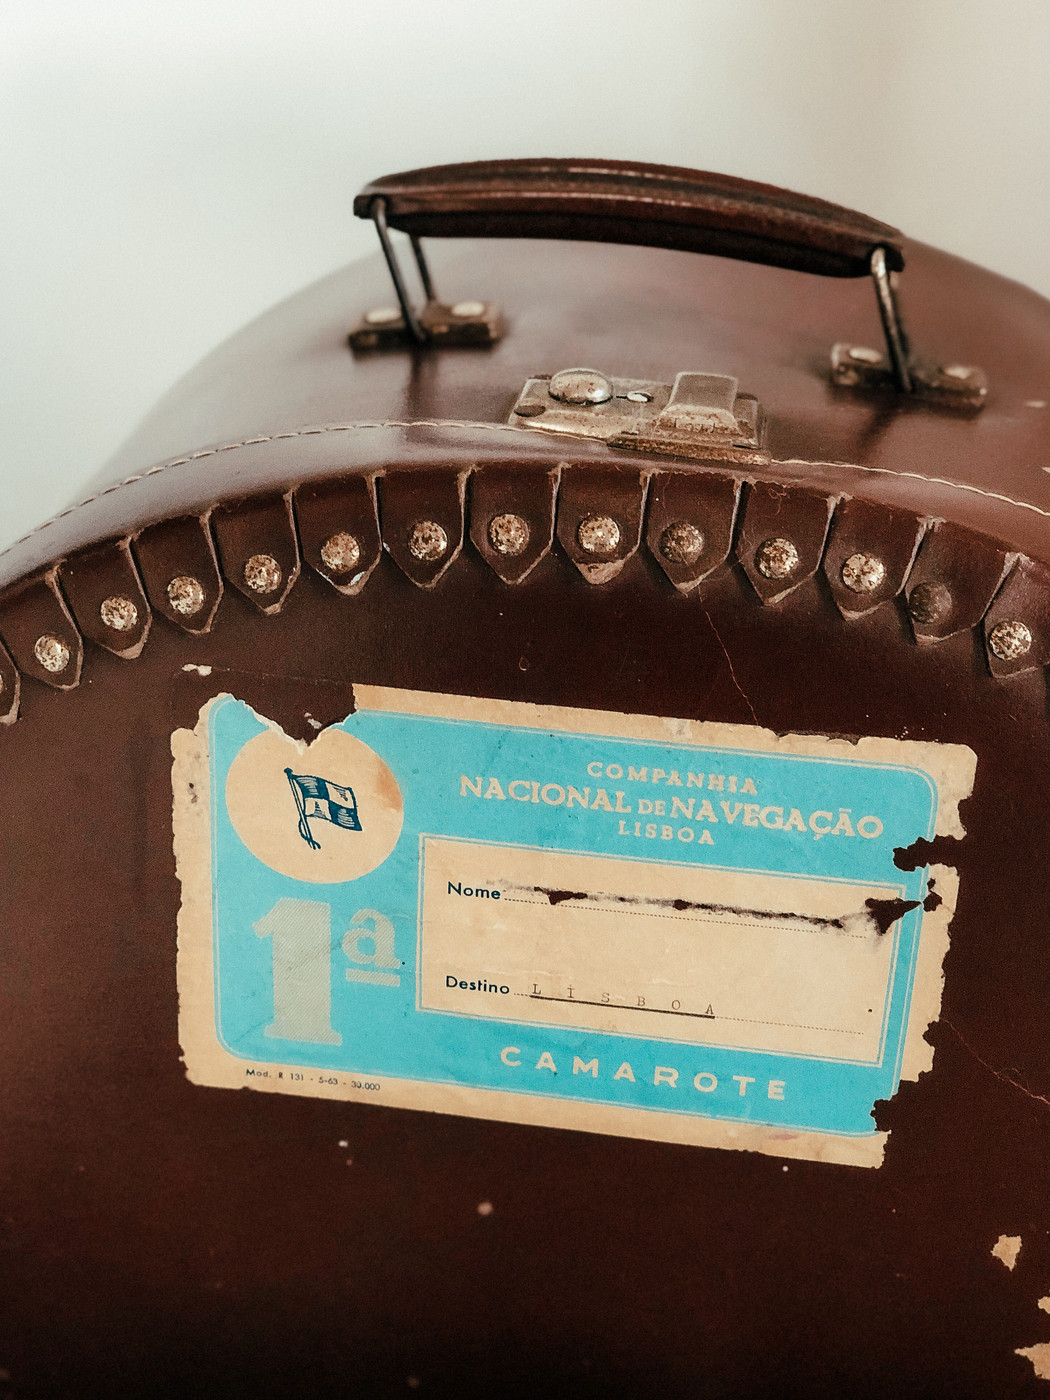 COMPANHIA
NACIONAL DE NAVEGAÇÃO
LISBOA
1ª
Nome
Destino LISBOA
CAMAROTE
Mod. R 131 - 5-63 - 30.000